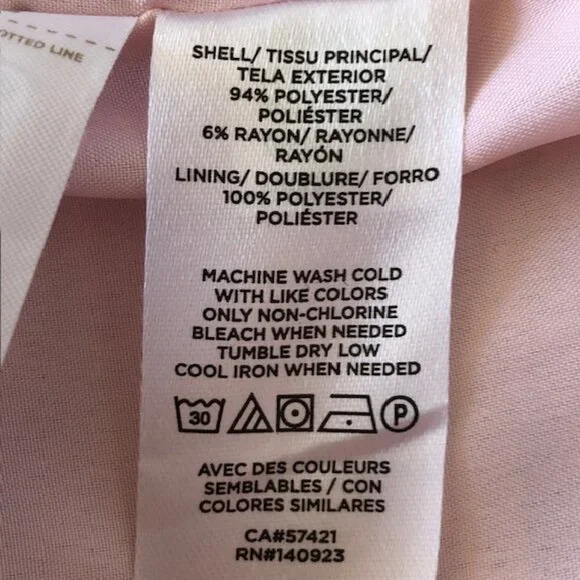 OTTED LINE
SHELL/ TISSU PRINCIPAL/
TELA EXTERIOR
94% POLYESTER/
POLIÉSTER
6% RAYON/ RAYONNE/
RAYÓN
LINING/ DOUBLURE/ FORRO
100% POLYESTER/
POLIÉSTER
MACHINE WASH COLD
WITH LIKE COLORS
ONLY NON-CHLORINE
BLEACH WHEN NEEDED
TUMBLE DRY LOW
COOL IRON WHEN NEEDED
30 P
AVEC DES COULEURS
SEMBLABLES / CON
COLORES SIMILARES
CA#57421
RN#140923